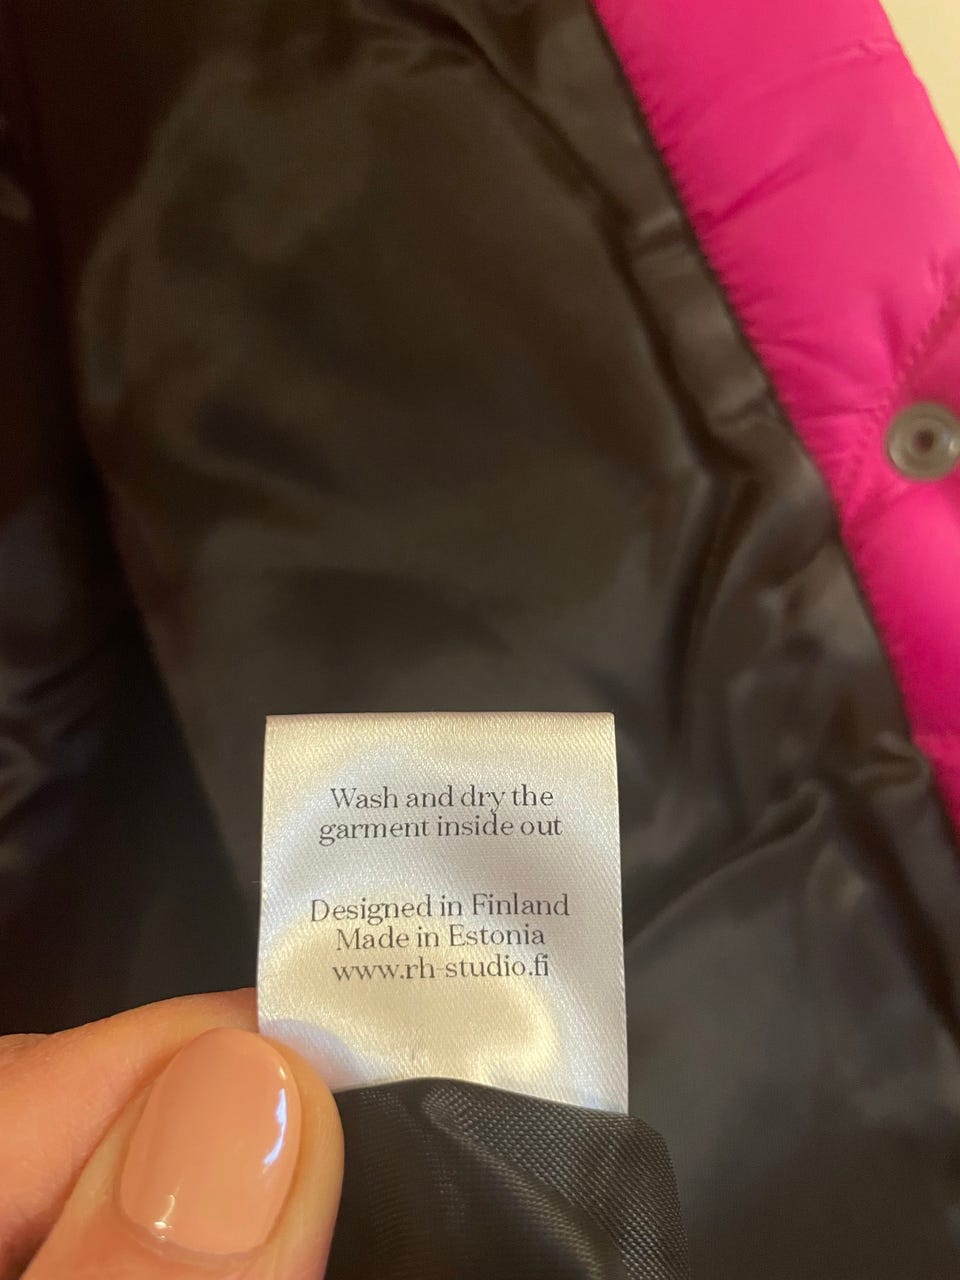 Wash and dry the
garment inside out
Designed in Finland
Made in Estonia
www.rh-studio.fi